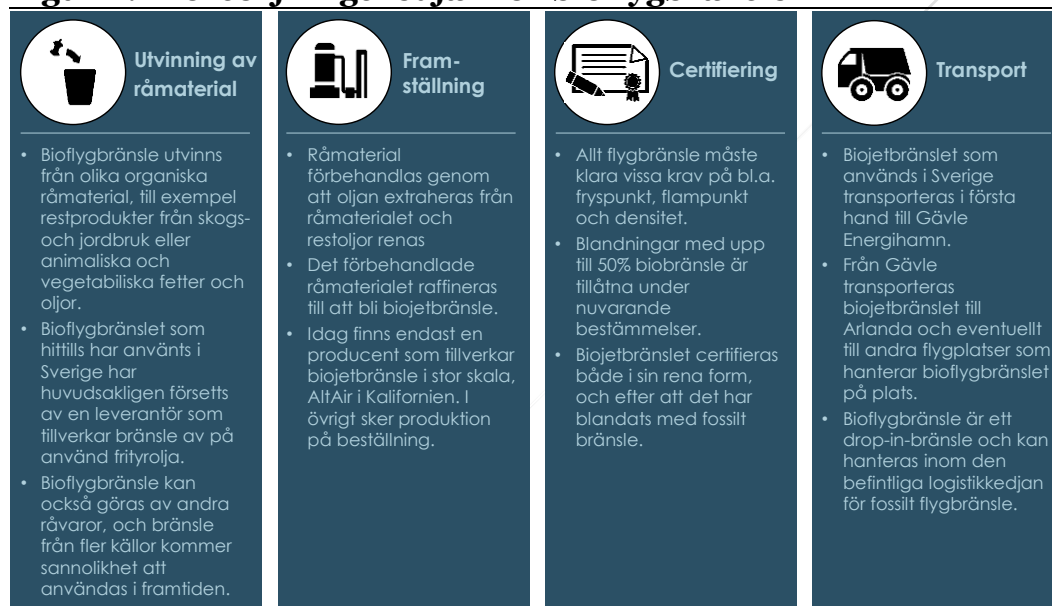 Utvinning av
råmaterial
• Bioflygbränsle utvinns
från olika organiska
råmaterial, till exempel
restprodukter från skogs-
och jordbruk eller
animaliska och
vegetabiliska fetter och
oljor.
• Bioflygbränslet som
hittills har använts i
Sverige har
huvudsakligen försetts
av en leverantör som
tillverkar bränsle av på
använd frityrolja.
• Bioflygbränsle kan
också göras av andra
råvaror, och bränsle
från fler källor kommer
sannolikhet att
användas i framtiden.
Fram-
ställning
• Råmaterial
förbehandlas genom
att oljan extraheras från
råmaterialet och
restoljor renas
• Det förbehandlade
råmaterialet raffineras
till att bli biojetbränsle.
• Idag finns endast en
producent som tillverkar
biojetbränsle i stor skala,
AltAir i Kalifornien. I
övrigt sker produktion
på beställning.
Certifiering
• Allt flygbränsle måste
klara vissa krav på bl.a.
fryspunkt, flampunkt
och densitet.
• Blandningar med upp
till 50% biobränsle är
tillåtna under
nuvarande
bestämmelser.
• Biojetbränslet certifieras
både i sin rena form,
och efter att det har
blandats med fossilt
bränsle.
Transport
• Biojetbränslet som
används i Sverige
transporteras i första
hand till Gävle
Energihamn.
• Från Gävle
transporteras
biojetbränslet till
Arlanda och eventuellt
till andra flygplatser som
hanterar bioflygbränslet
på plats.
• Bioflygbränsle är ett
drop-in-bränsle och kan
hanteras inom den
befintliga logistikkedjan
för fossilt flygbränsle.